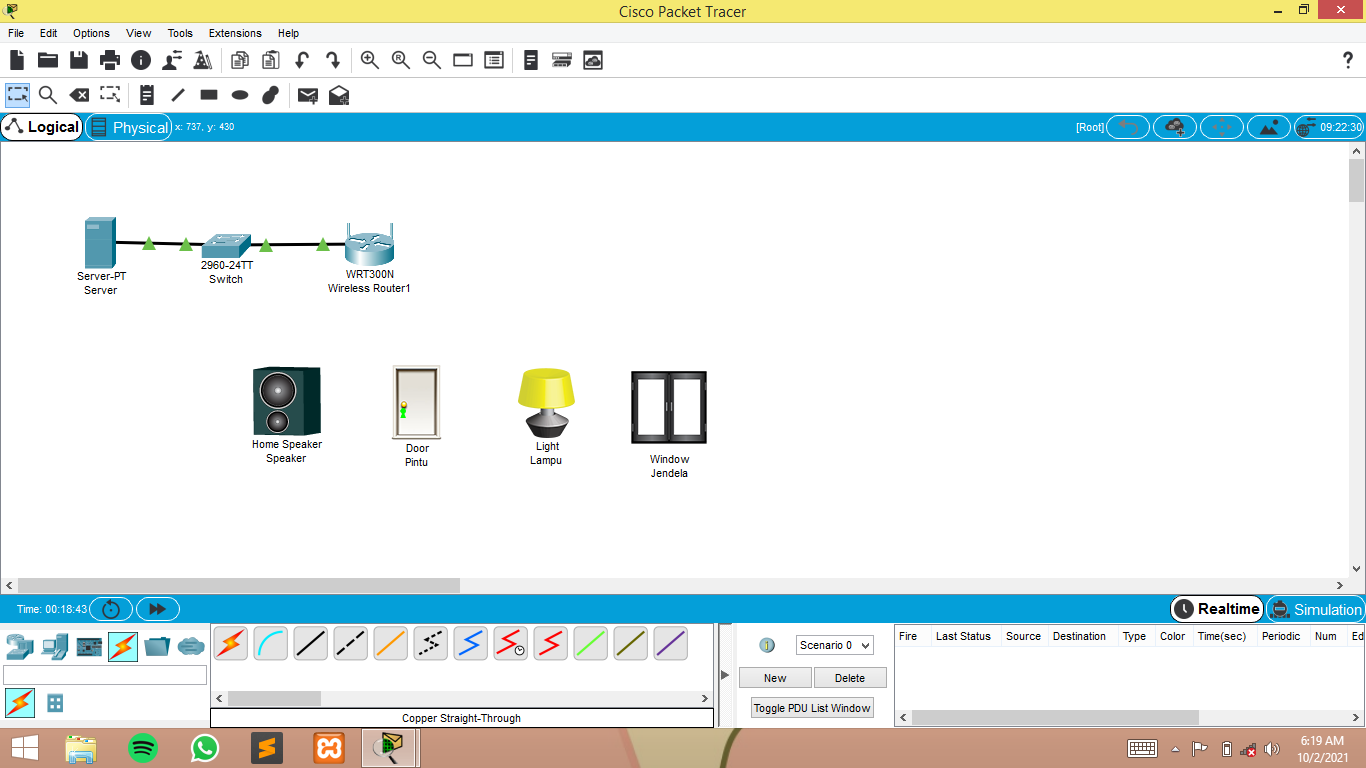 Cisco Packet Tracer
File Edit Options View Tools Extensions Help
Logical Physical x: 737, y: 430 [Root] 09:22:30
Server-PT
Server
2960-24TT
Switch
WRT300N
Wireless Router1
Home Speaker
Speaker
Door
Pintu
Light
Lampu
Window
Jendela
Time: 00:18:43 Realtime Simulation
Scenario 0
New Delete
Toggle PDU List Window
Fire Last Status Source Destination Type Color Time(sec) Periodic Num Ed
Copper Straight-Through
6:19 AM
10/2/2021